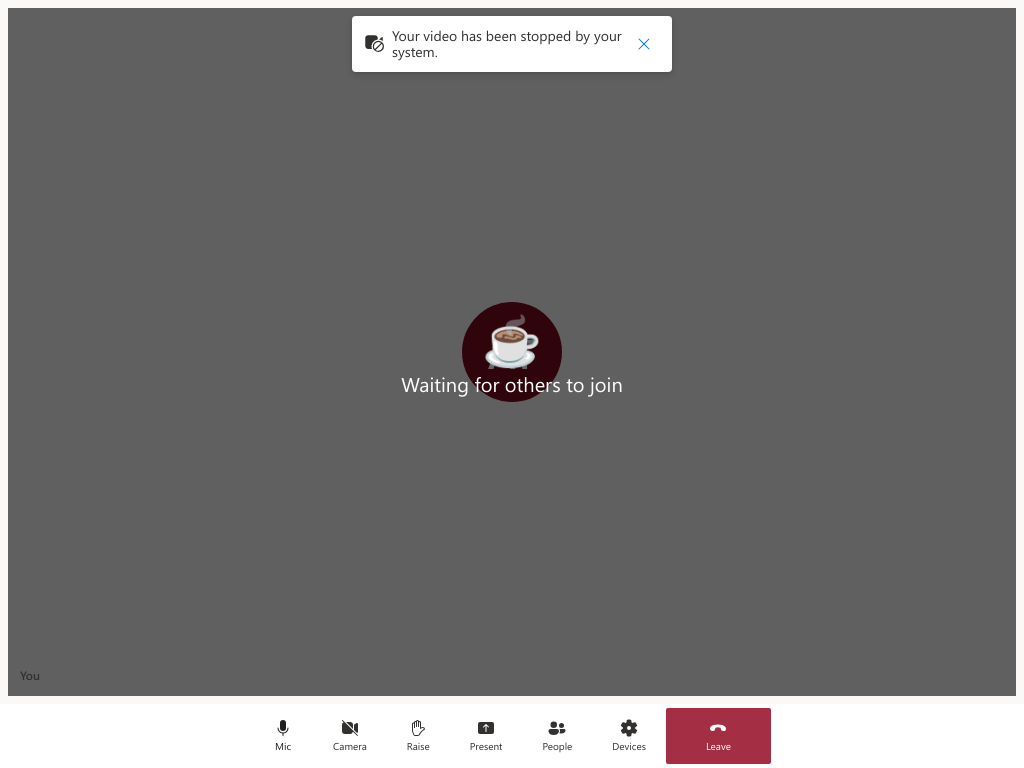 Your video has been stopped by your
system.
Waiting for others to join
You
Mic
Camera
Raise
Present
People
Devices
Leave